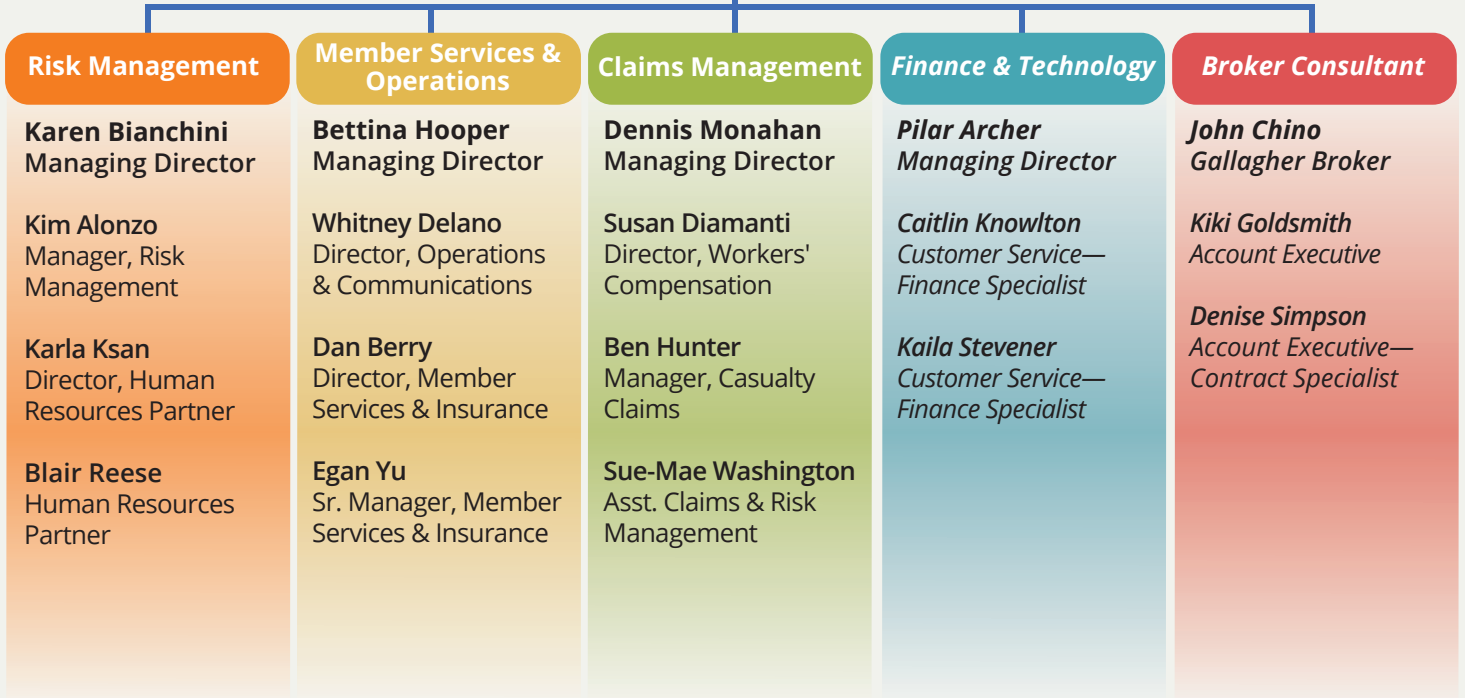 Risk Management
Karen Bianchini
Managing Director
Kim Alonzo
Manager, Risk
Management
Karla Ksan
Director, Human
Resources Partner
Blair Reese
Human Resources
Partner
Member Services &
Operations
Bettina Hooper
Managing Director
Whitney Delano
Director, Operations
& Communications
Dan Berry
Director, Member
Services & Insurance
Egan Yu
Sr. Manager, Member
Services & Insurance
Claims Management
Dennis Monahan
Managing Director
Susan Diamanti
Director, Workers'
Compensation
Ben Hunter
Manager, Casualty
Claims
Sue-Mae Washington
Asst. Claims & Risk
Management
Finance & Technology
Pilar Archer
Managing Director
Caitlin Knowlton
Customer Service—
Finance Specialist
Kaila Stevener
Customer Service—
Finance Specialist
Broker Consultant
John Chino
Gallagher Broker
Kiki Goldsmith
Account Executive
Denise Simpson
Account Executive—
Contract Specialist